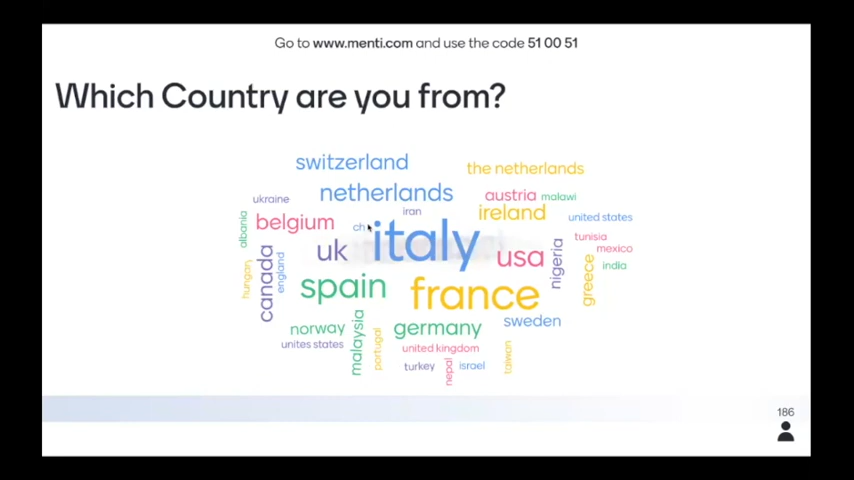 Go to www.menti.com and use the code 51 00 51
Which Country are you from?
switzerland
the netherlands
netherlands
ukraine
austria
malawi
iran
ireland
albania
belgium
ch
united states
italy
tunisia
uk
usa
nigeria
mexico
canada
england
greece
india
hungary
spain
france
norway
malaysia
germany
sweden
unites states
portugal
united kingdom
taiwan
turkey
nepal
israel
186